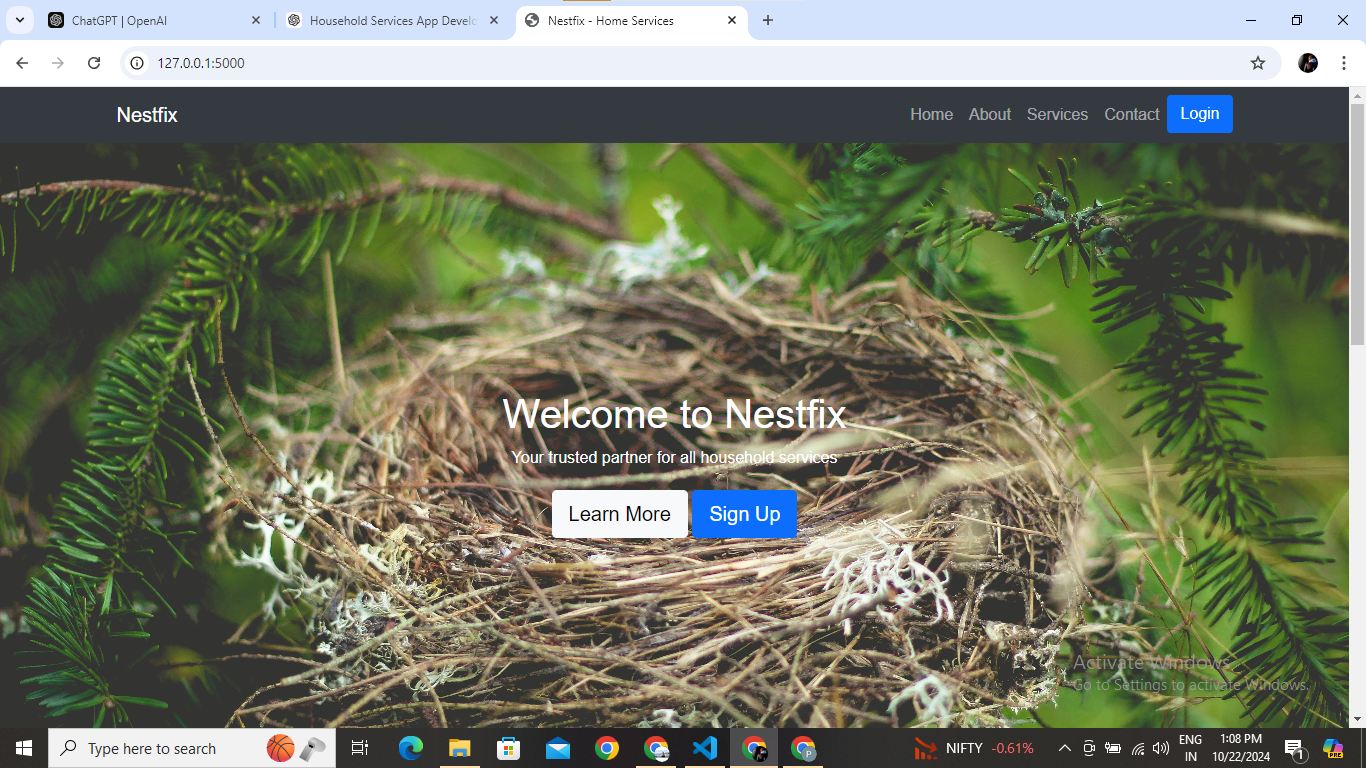 ChatGPT | OpenAI
Household Services App Develo
Nestfix - Home Services
127.0.0.1:5000
Nestfix
Home
About
Services
Contact
Login
Welcome to Nestfix
Your trusted partner for all household services
Learn More
Sign Up
Activate Windows
Go to Settings to activate Windows.
Type here to search
NIFTY -0.61%
ENG
IN
1:08 PM
10/22/2024
1
P
PRE